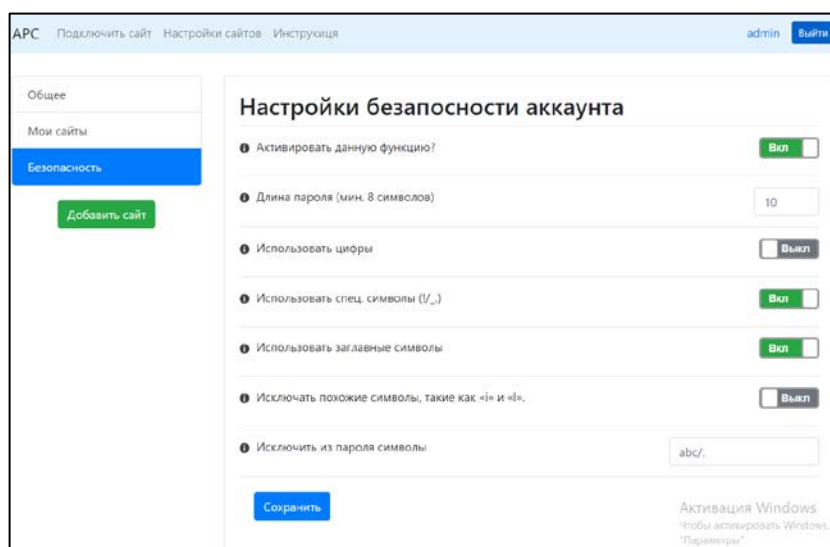 APC Подключить сайт Настройки сайтов Инструкиця admin Выйти
Общее
Мои сайты
Безопасность
Добавить сайт
Настройки безапосности аккаунта
Активировать данную функцию? Вкл
Длина пароля (мин. 8 символов) 10
Использовать цифры Выкл
Использовать спец. символы (!/_.) Вкл
Использовать заглавные символы Вкл
Исключать похожие символы, такие как «i» и «l». Выкл
Исключить из пароля символы abc/.
Сохранить
Активация Windows
Чтобы активировать Windows,
"Параметры".